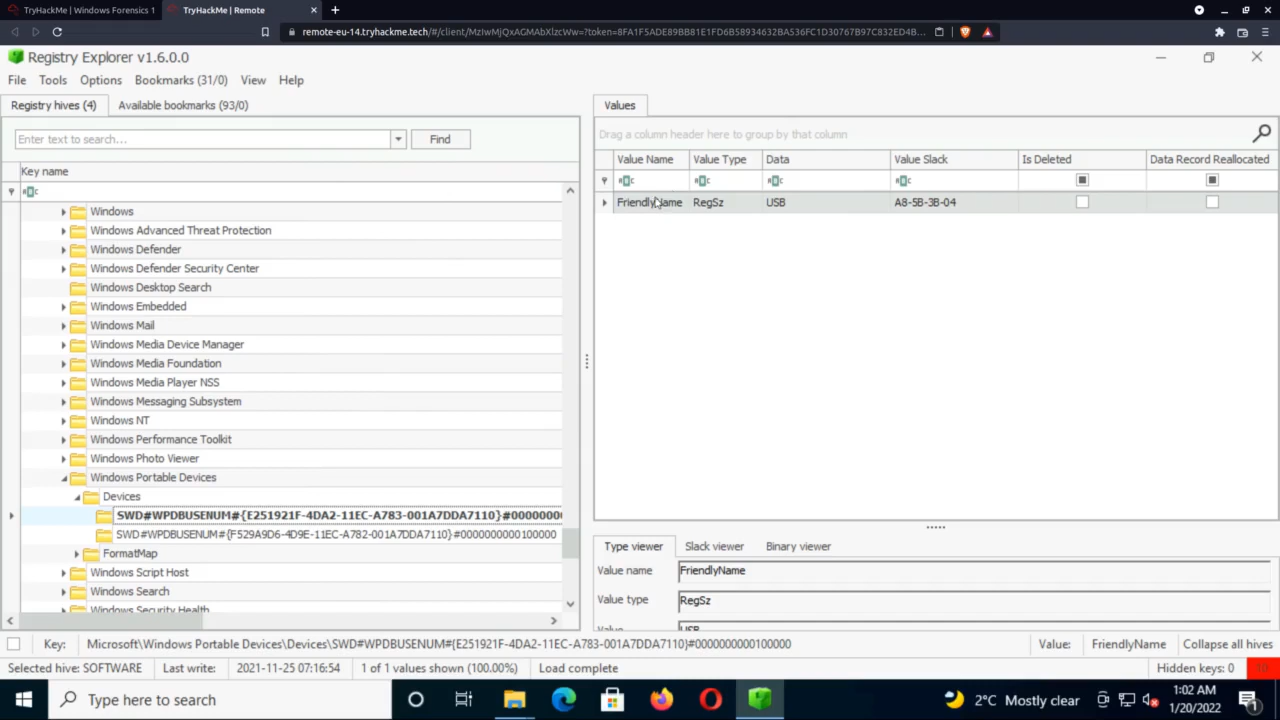 TryHackMe | Windows Forensics 1
TryHackMe | Remote
remote-eu-14.tryhackme.tech/#/client/MzIwMjQxAGMAbXlzcWw=?token=8FA1F5ADE89BB81E1FD6B58934632BA536FC1D30767B97C832ED4B...
Registry Explorer v1.6.0.0
File Tools Options Bookmarks (31/0) View Help
Registry hives (4) Available bookmarks (93/0)
Values
Enter text to search... Find
Drag a column header here to group by that column
Key name
Value Name Value Type Data Value Slack Is Deleted Data Record Reallocated
FriendlyName RegSz USB A8-5B-3B-04
Windows
Windows Advanced Threat Protection
Windows Defender
Windows Defender Security Center
Windows Desktop Search
Windows Embedded
Windows Mail
Windows Media Device Manager
Windows Media Foundation
Windows Media Player NSS
Windows Messaging Subsystem
Windows NT
Windows Performance Toolkit
Windows Photo Viewer
Windows Portable Devices
Devices
SWD#WPDBUSENUM#{E251921F-4DA2-11EC-A783-001A7DDA7110}#0000000
SWD#WPDBUSENUM#{F529A9D6-4D9E-11EC-A782-001A7DDA7110}#0000000000100000
FormatMap
Windows Script Host
Windows Search
Windows Security Health
Type viewer Slack viewer Binary viewer
Value name FriendlyName
Value type RegSz
Value USB
Key: Microsoft\Windows Portable Devices\Devices\SWD#WPDBUSENUM#{E251921F-4DA2-11EC-A783-001A7DDA7110}#0000000000100000
Value: FriendlyName Collapse all hives
Selected hive: SOFTWARE Last write: 2021-11-25 07:16:54 1 of 1 values shown (100.00%) Load complete Hidden keys: 0
Type here to search
2°C Mostly clear
1:02 AM
1/20/2022
1